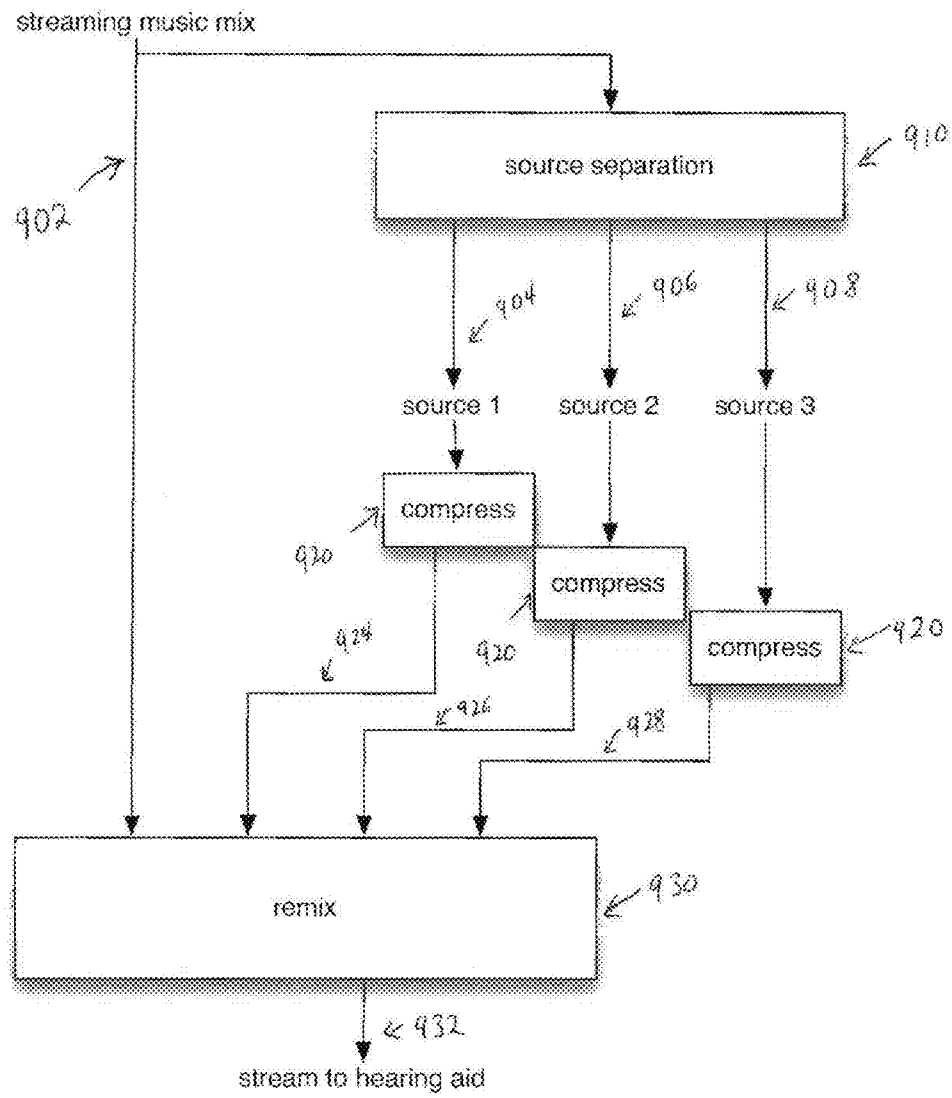 streaming music mix
910
source separation
902
904
906
908
source 1
source 2
source 3
compress
920
compress
920
compress
920
924
926
928
remix
930
932
stream to hearing aid